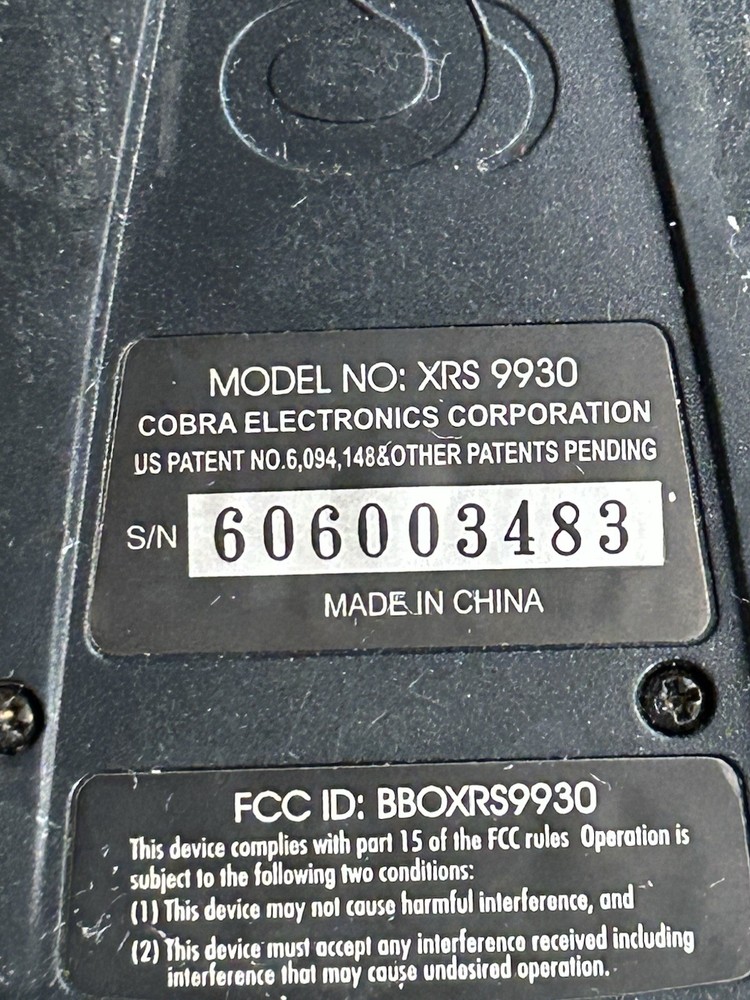 MODEL NO: XRS 9930
COBRA ELECTRONICS CORPORATION
US PATENT NO.6,094,148&OTHER PATENTS PENDING
S/N 606003483
MADE IN CHINA
FCC ID: BBOXRS9930
This device complies with part 15 of the FCC rules Operation is
subject to the following two conditions:
(1) This device may not cause harmful interference, and
(2) This device must accept any interference received including
interference that may cause undesired operation.